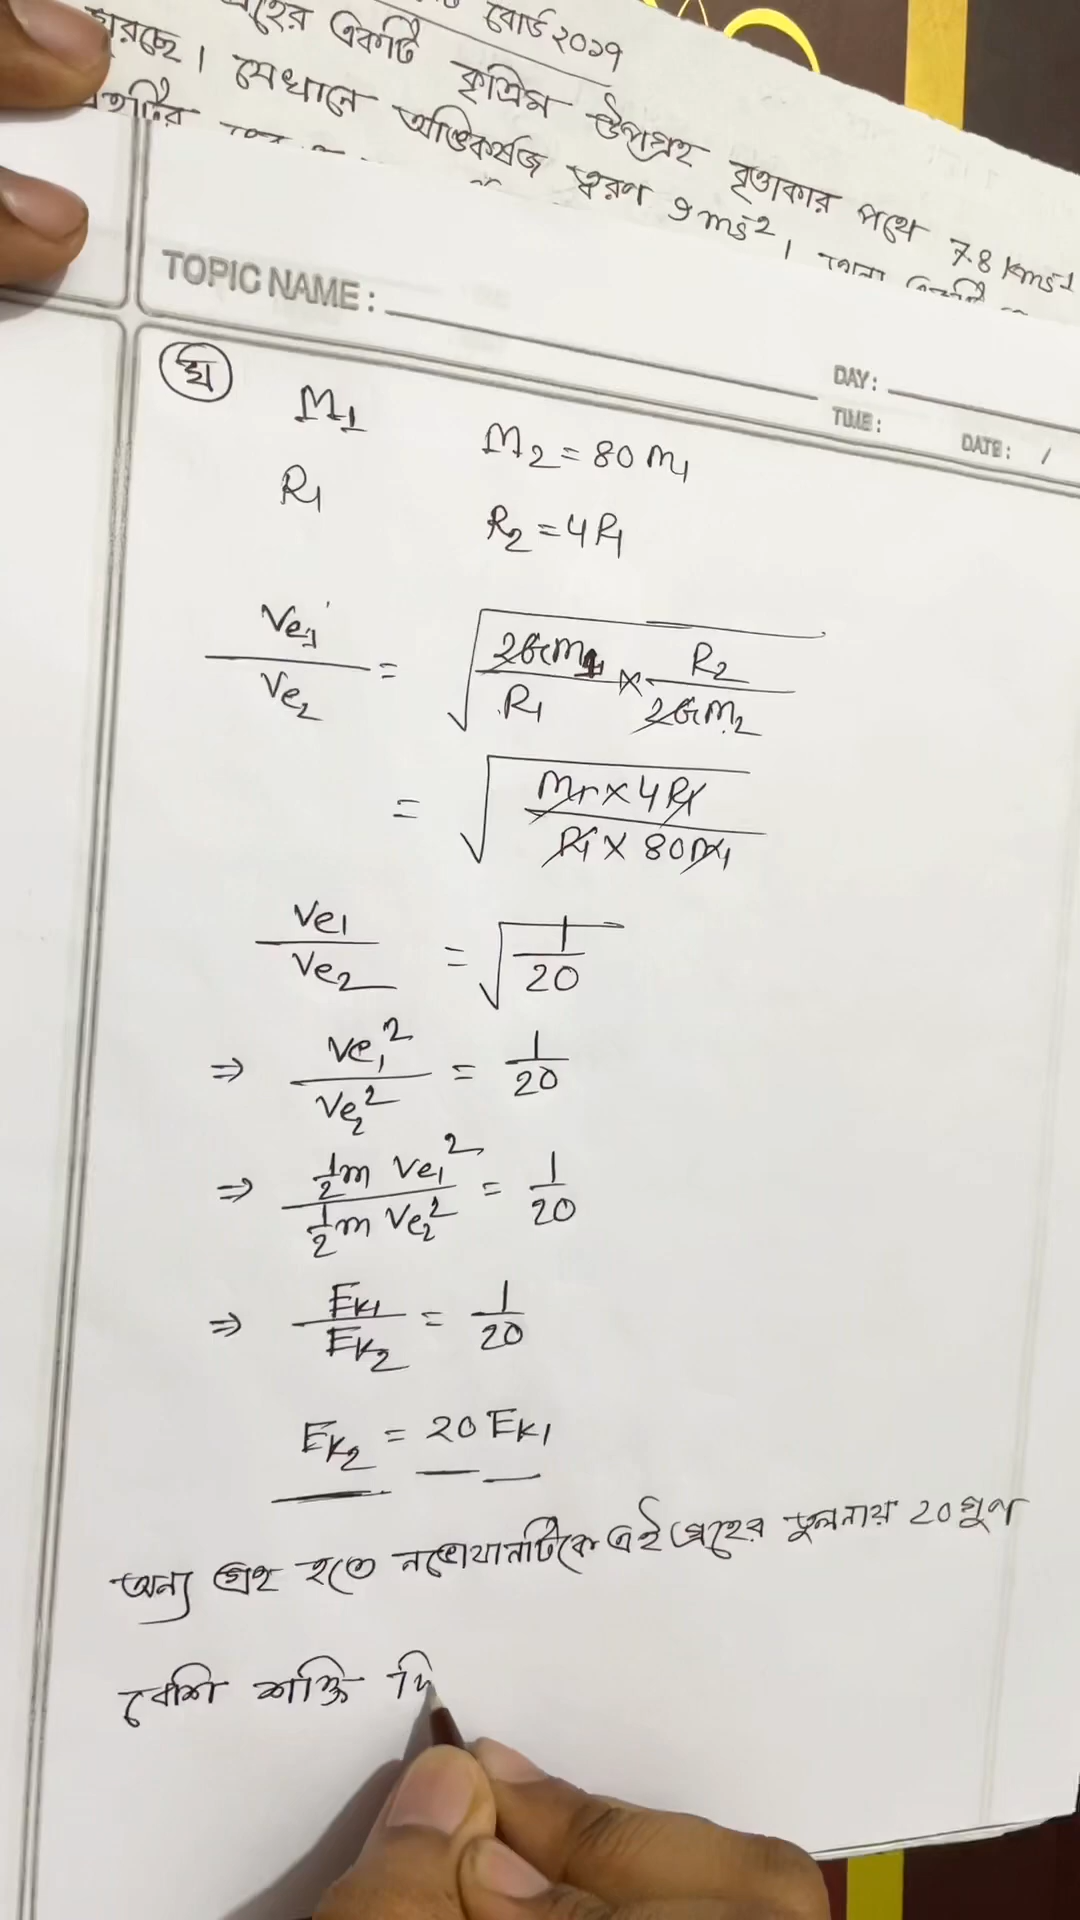 বোর্ড ২০১৭
গ্রহের একটি কৃত্রিম উপগ্রহ বৃত্তাকার পথে 7.8 kms⁻¹
ঘুরছে। সেখানে অভিকর্ষজ ত্বরণ 9 ms⁻²।
TOPIC NAME :
DAY :
TIME :
DATE : /
ঘ
M₁ M₂ = 80 M₁
R₁ R₂ = 4R₁
Ve₁ / Ve₂ = √(2GM₁ / R₁ × R₂ / 2GM₂)
= √(M₁ × 4R₁ / R₁ × 80M₁)
Ve₁ / Ve₂ = √(1 / 20)
⇒ Ve₁² / Ve₂² = 1 / 20
⇒ ½m Ve₁² / ½m Ve₂² = 1 / 20
⇒ EK₁ / EK₂ = 1 / 20
EK₂ = 20 EK₁
অন্য গ্রহ হতে নভোযানটিকে এই গ্রহের তুলনায় 20 গুণ
বেশি শক্তি দি